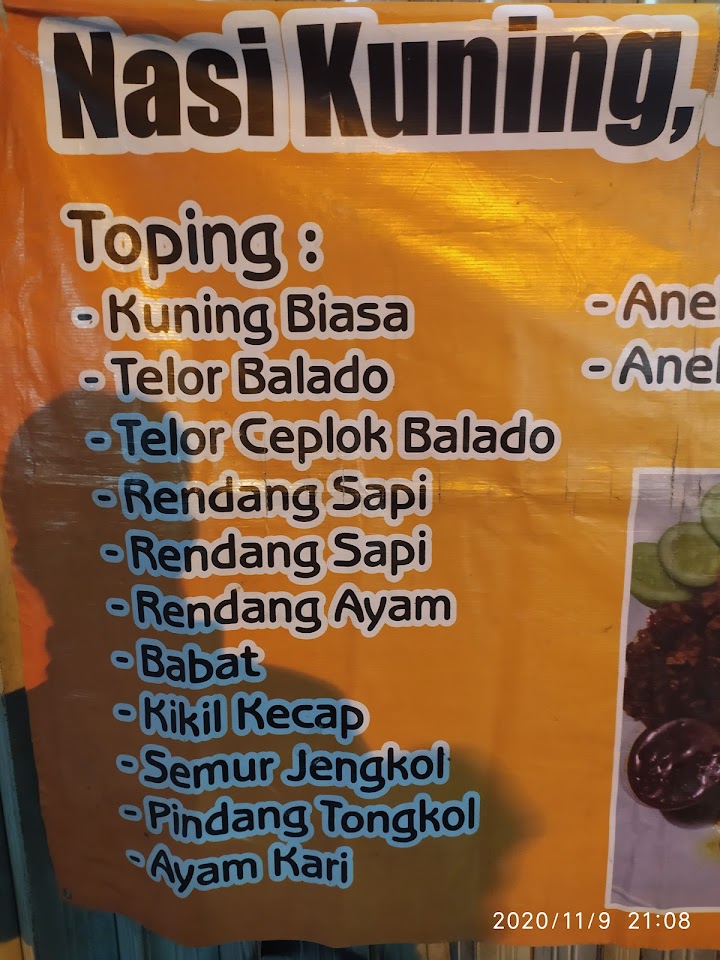 Nasi Kuning,
Toping :
- Kuning Biasa
- Telor Balado
- Telor Ceplok Balado
- Rendang Sapi
- Rendang Sapi
- Rendang Ayam
- Babat
- Kikil Kecap
- Semur Jengkol
- Pindang Tongkol
- Ayam Kari
2020/11/9 21:08